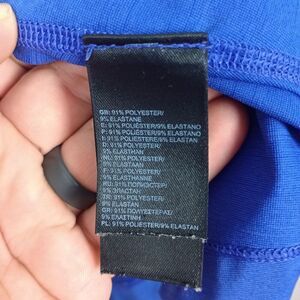 GB: 91% POLYESTER/
9% ELASTANE
E: 91% POLIÉSTER/9% ELASTANO
P: 91% POLIÉSTER/9% ELASTANO
I: 91% POLIESTERE/9% ELASTAN
D: 91% POLYESTER/
9% ELASTHAN
NL: 91% POLYESTER/
9% ELASTAAN
F: 91% POLYESTER/
9% ELASTHANNE
RU: 91% ПОЛИЭСТЕР/
9% ЭЛАСТАН
TR: 91% POLYESTER/
9% ELASTAN
GR: 91% ΠΟΛΥΕΣΤΕΡΑΣ/
9% ΕΛΑΣΤΙΝΗ
PL: 91% POLIESTER/9% ELASTAN